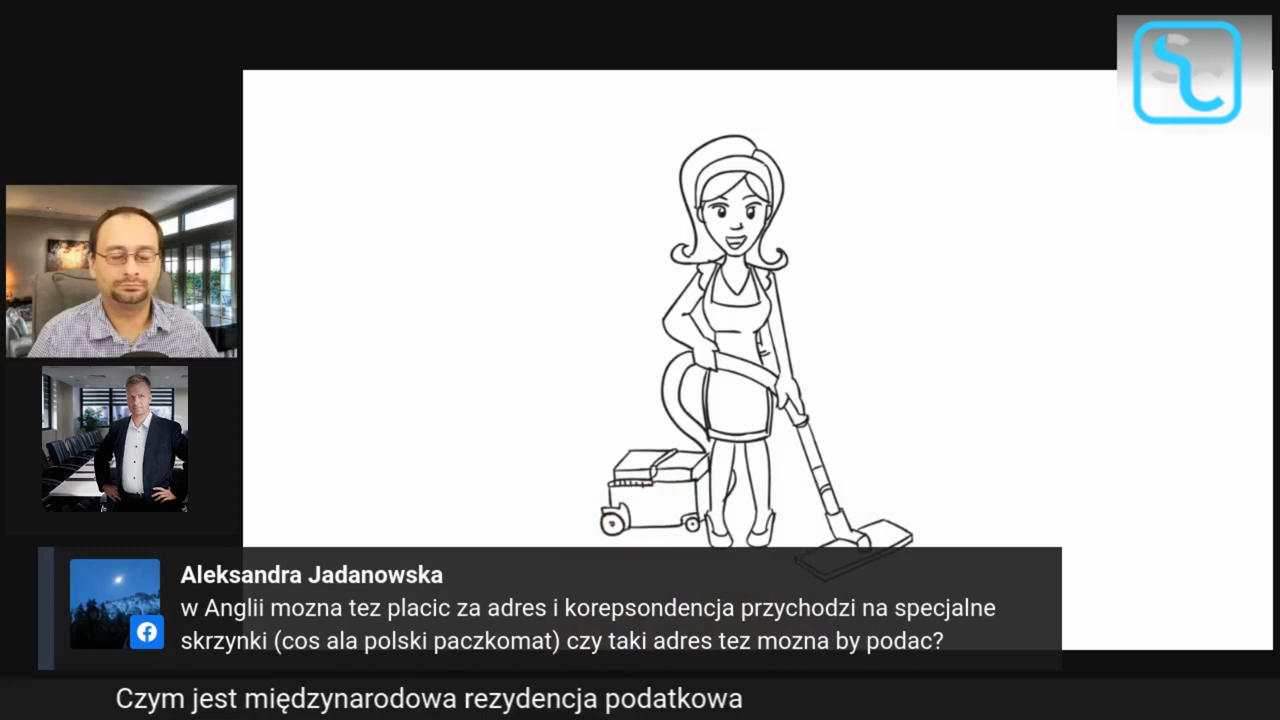 SC
Aleksandra Jadanowska
w Anglii mozna tez placic za adres i korepsondencja przychodzi na specjalne
skrzynki (cos ala polski paczkomat) czy taki adres tez mozna by podac?
Czym jest międzynarodowa rezydencja podatkowa